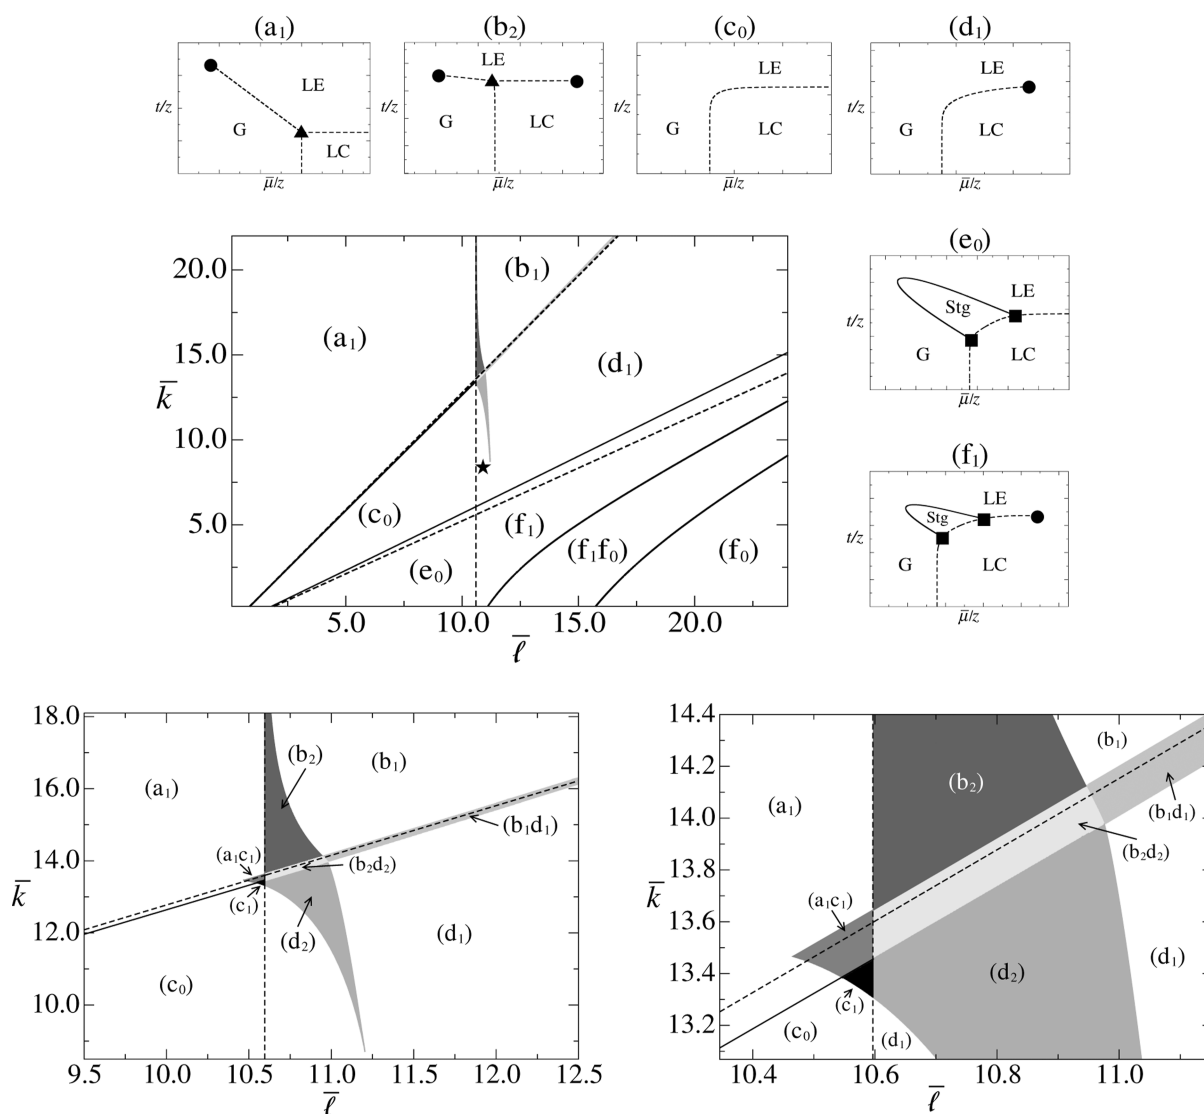 (a₁) (b₂) (c₀) (d₁)
t/z G LE LC μ̅/z
t/z G LE LC μ̅/z
t/z G LE LC μ̅/z
t/z G LE LC μ̅/z
(e₀)
t/z Stg LE G LC μ̅/z
(f₁)
t/z Stg LE G LC μ̅/z
20.0
15.0
10.0
5.0
k̅
(b₁)
(a₁)
(d₁)
(c₀)
(f₁)
(e₀)
(f₁f₀)
(f₀)
5.0 10.0 15.0 20.0
ℓ̅
18.0
16.0
14.0
12.0
10.0
k̅
(b₂)
(b₁)
(a₁)
(b₁d₁)
(a₁c₁)
(b₂d₂)
(c₁)
(d₂)
(d₁)
(c₀)
9.5 10.0 10.5 11.0 11.5 12.0 12.5
ℓ̅
14.4
14.2
14.0
13.8
13.6
13.4
13.2
k̅
(b₁)
(b₂)
(a₁)
(b₁d₁)
(b₂d₂)
(a₁c₁)
(d₂)
(d₁)
(c₁)
(c₀)
(d₁)
10.4 10.6 10.8 11.0
ℓ̅